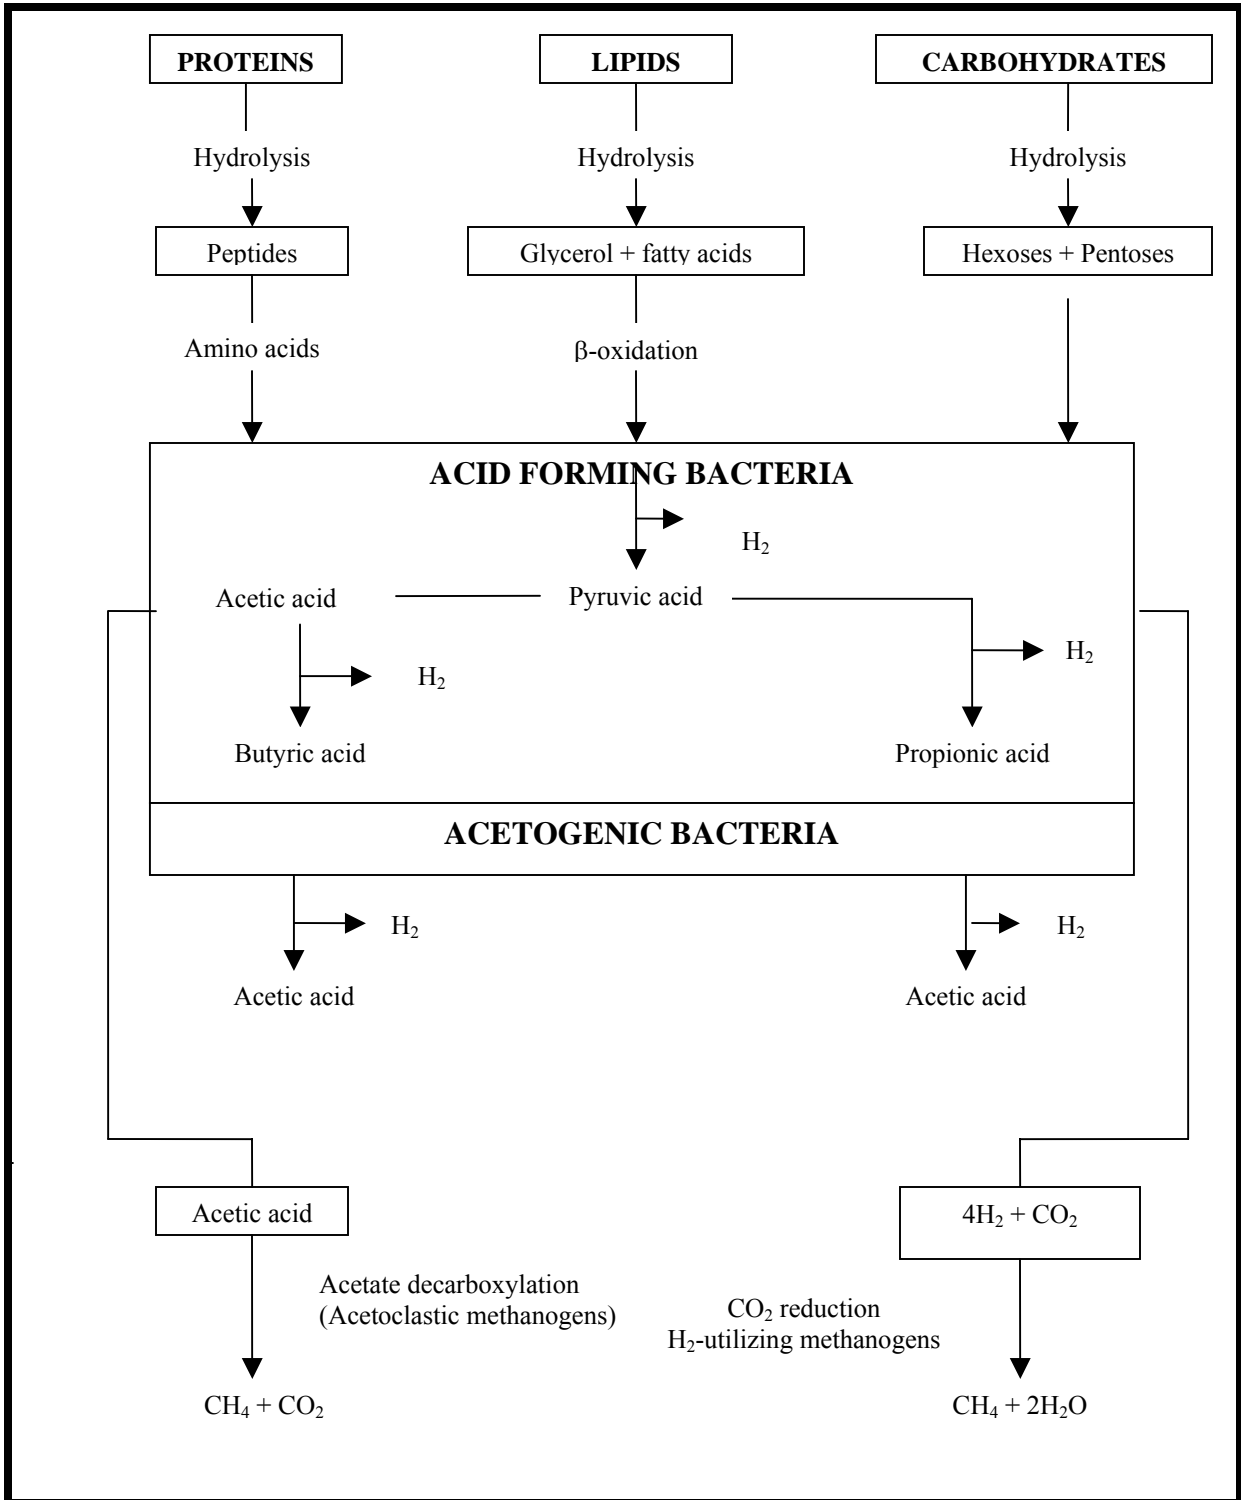 PROTEINS
LIPIDS
CARBOHYDRATES
Hydrolysis
Hydrolysis
Hydrolysis
Peptides
Glycerol + fatty acids
Hexoses + Pentoses
Amino acids
β-oxidation
ACID FORMING BACTERIA
H₂
Acetic acid
Pyruvic acid
H₂
H₂
Butyric acid
Propionic acid
ACETOGENIC BACTERIA
H₂
H₂
Acetic acid
Acetic acid
Acetic acid
4H₂ + CO₂
Acetate decarboxylation
(Acetoclastic methanogens)
CO₂ reduction
H₂-utilizing methanogens
CH₄ + CO₂
CH₄ + 2H₂O